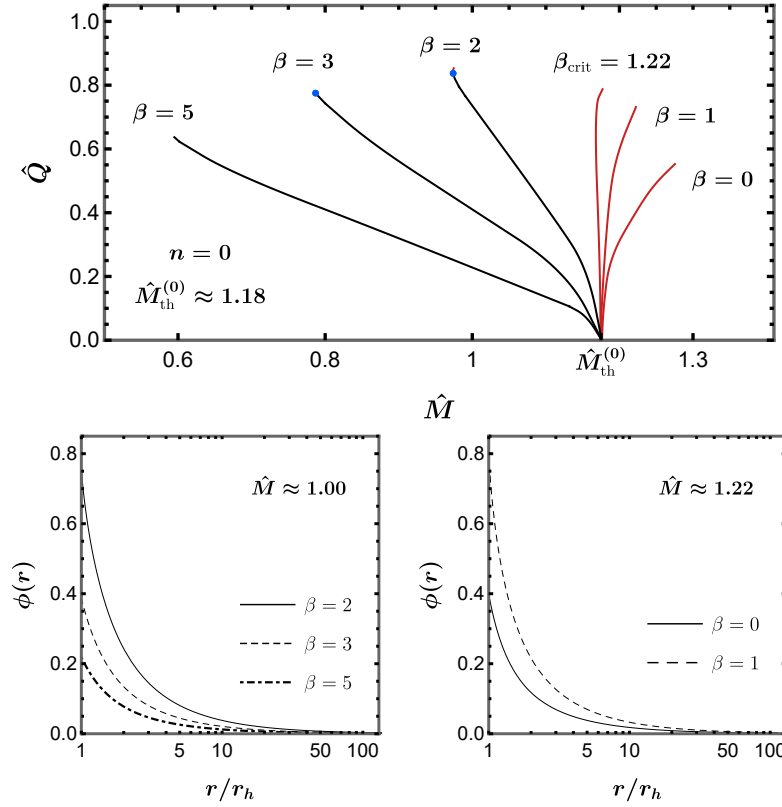 1.0
β = 2
β_crit = 1.22
0.8
β = 3
β = 5
β = 1
0.6
Q̂
β = 0
0.4
n = 0
0.2
M̂_th^(0) ≈ 1.18
0.0
0.6 0.8 1 M̂_th^(0) 1.3
M̂
0.8
M̂ ≈ 1.00
0.6
ϕ(r)
0.4
β = 2
β = 3
0.2
β = 5
0.0
1 5 10 50 100
r/r_h
0.8
M̂ ≈ 1.22
0.6
ϕ(r)
0.4
β = 0
β = 1
0.2
0.0
1 5 10 50 100
r/r_h